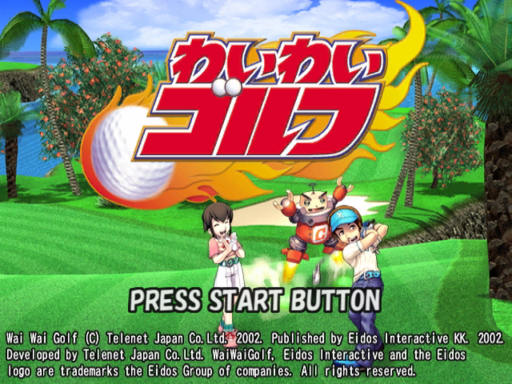 わいわい
ゴルフ
C
PRESS START BUTTON
Wai Wai Golf (C) Telenet Japan Co.Ltd. 2002. Published by Eidos Interactive KK. 2002.
Developed by Telenet Japan Co.Ltd. WaiWaiGolf, Eidos Interactive and the Eidos
logo are trademarks the Eidos Group of companies. All rights reserved.